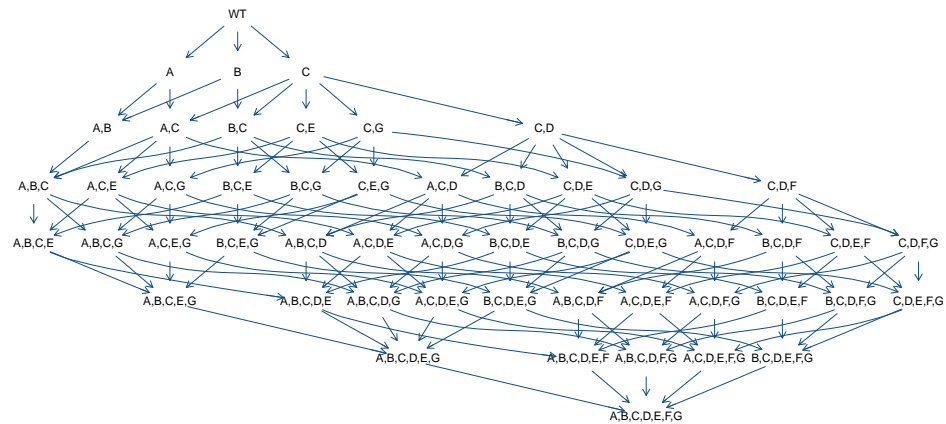 WT
A B C
A,B A,C B,C C,E C,G C,D
A,B,C A,C,E A,C,G B,C,E B,C,G C,E,G A,C,D B,C,D C,D,E C,D,G C,D,F
A,B,C,E A,B,C,G A,C,E,G B,C,E,G A,B,C,D A,C,D,E A,C,D,G B,C,D,E B,C,D,G C,D,E,G A,C,D,F B,C,D,F C,D,E,F C,D,F,G
A,B,C,E,G A,B,C,D,E A,B,C,D,G A,C,D,E,G B,C,D,E,G A,B,C,D,F A,C,D,E,F A,C,D,F,G B,C,D,E,F B,C,D,F,G C,D,E,F,G
A,B,C,D,E,G A,B,C,D,E,F A,B,C,D,F,G A,C,D,E,F,G B,C,D,E,F,G
A,B,C,D,E,F,G